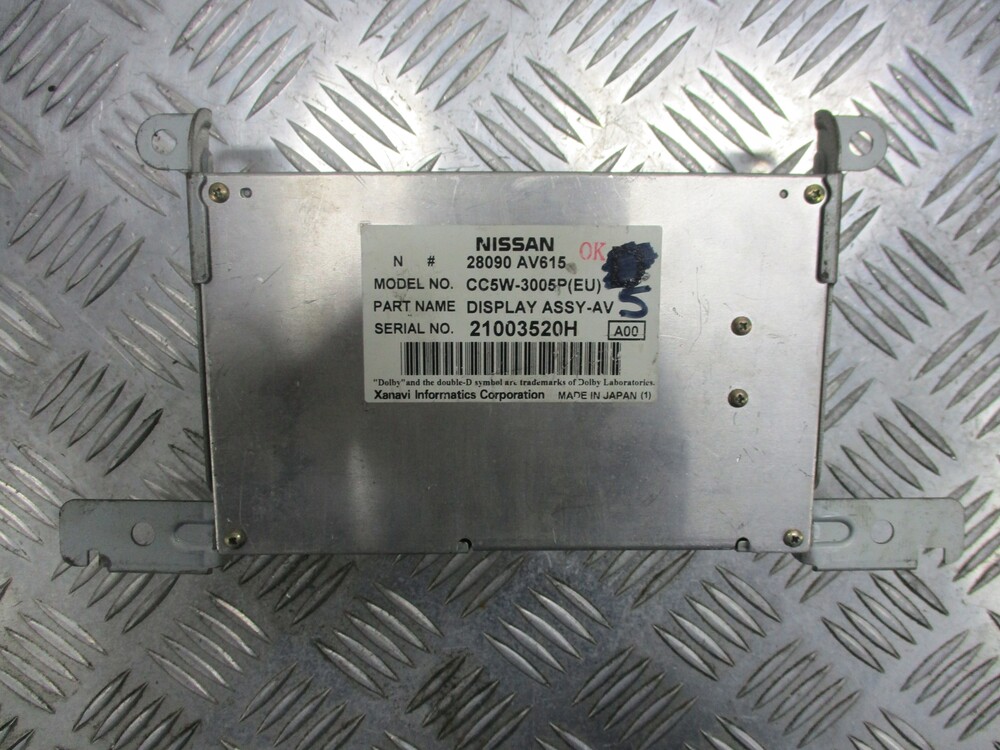 NISSAN
OK
N # 28090 AV615
MODEL NO. CC5W-3005P(EU)
PART NAME DISPLAY ASSY-AV
5
SERIAL NO. 21003520H A00
"Dolby" and the double-D symbol are trademarks of Dolby Laboratories.
Xanavi Informatics Corporation MADE IN JAPAN (1)